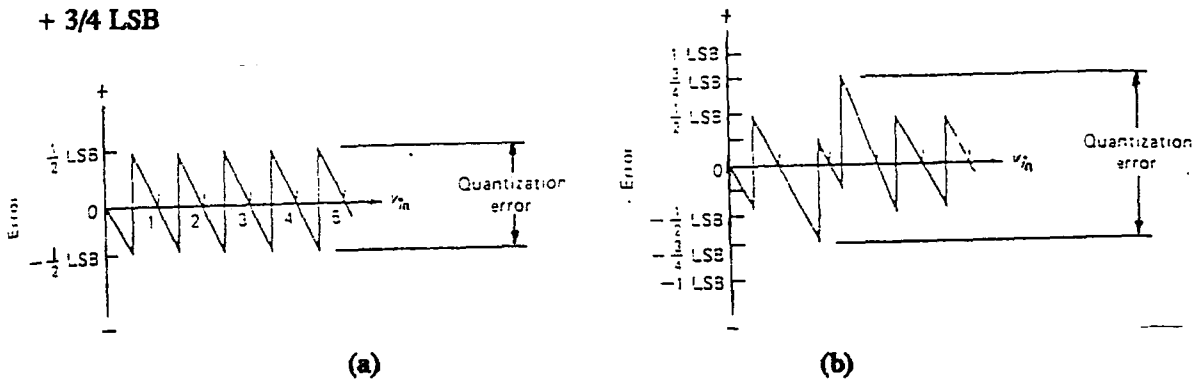 + 3/4 LSB
+
½ LSB
0
-½ LSB
−
Error
1 2 3 4 5
v*in
Quantization
error
(a)
+
1 LSB
¾ LSB
½ LSB
0
-½ LSB
-¾ LSB
-1 LSB
−
Error
v*in
Quantization
error
(b)